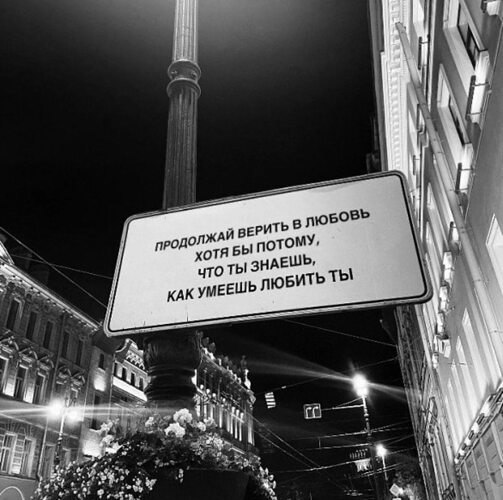 ПРОДОЛЖАЙ ВЕРИТЬ В ЛЮБОВЬ
ХОТЯ БЫ ПОТОМУ,
ЧТО ТЫ ЗНАЕШЬ,
КАК УМЕЕШЬ ЛЮБИТЬ ТЫ